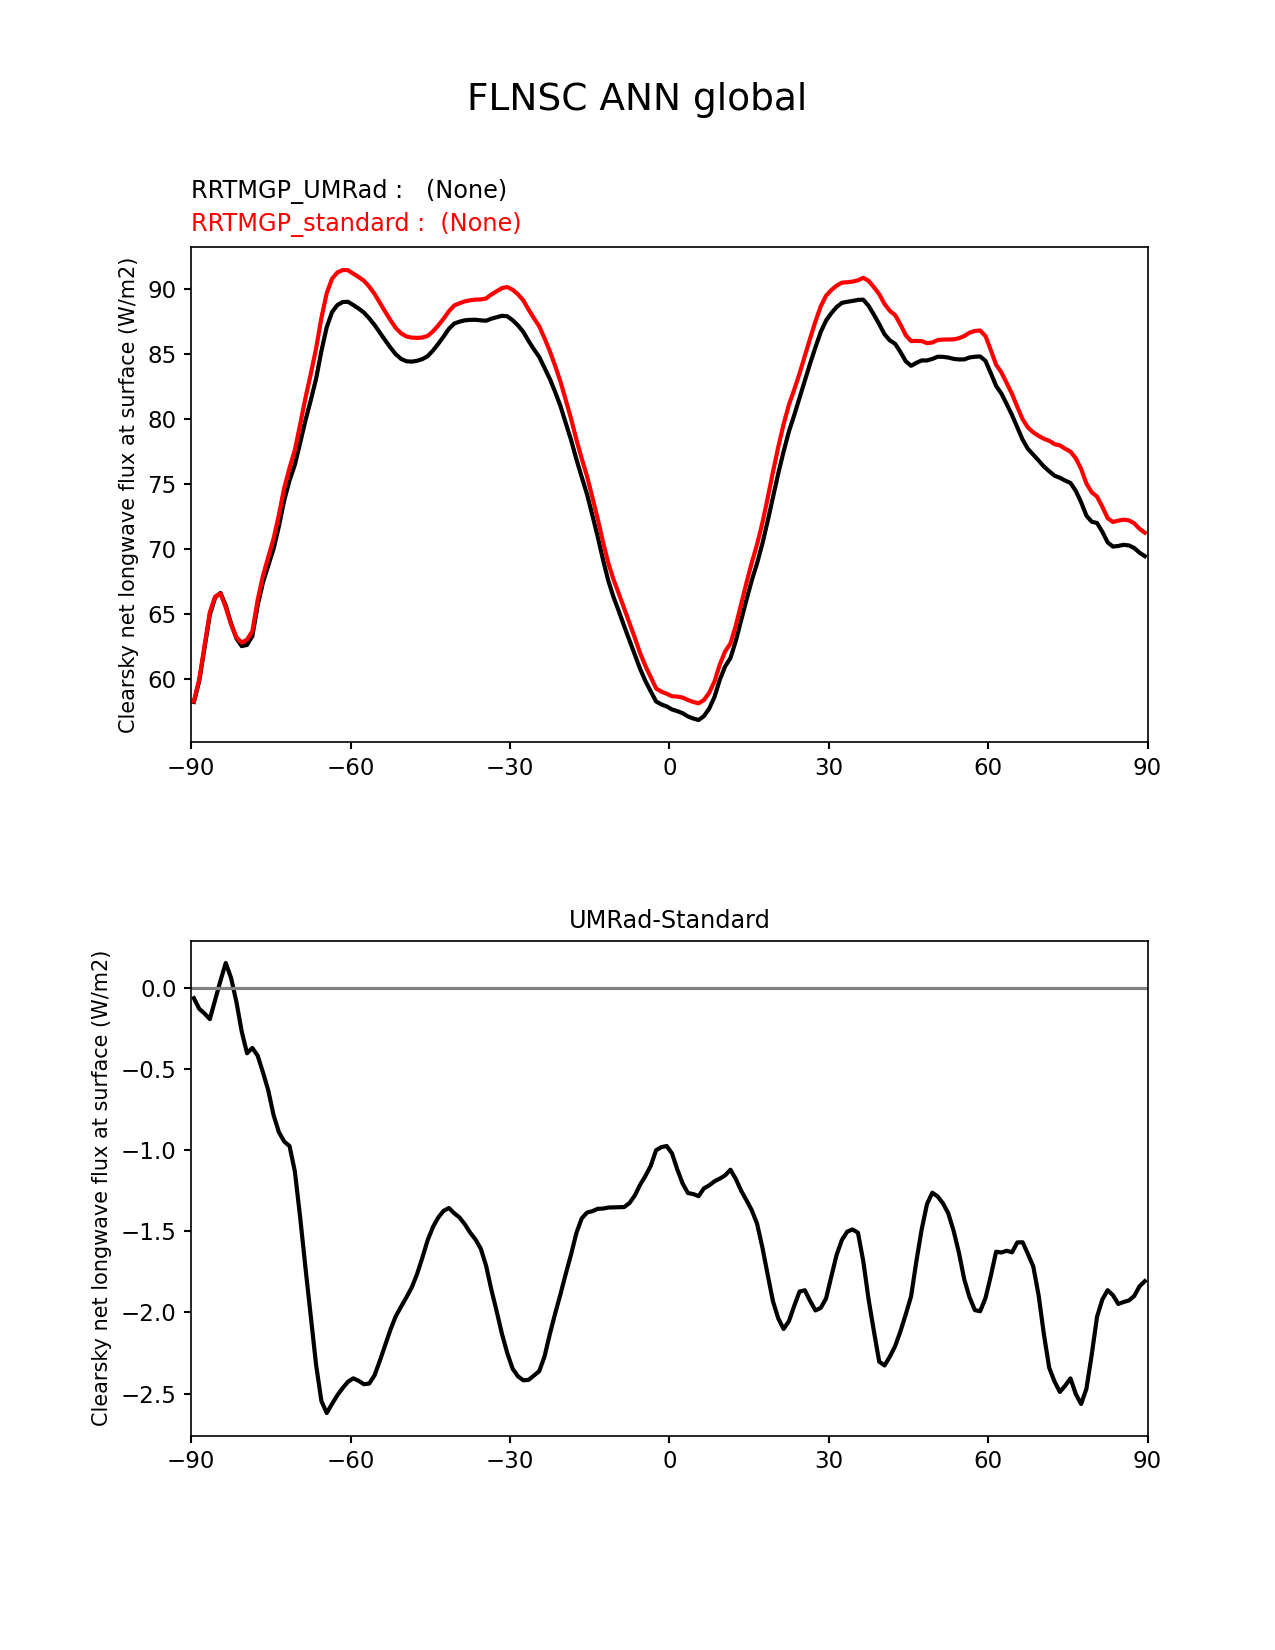 FLNSC ANN global
RRTMGP_UMRad :   (None)
RRTMGP_standard :  (None)
Clearsky net longwave flux at surface (W/m2)
90
85
80
75
70
65
60
−90 −60 −30 0 30 60 90
UMRad-Standard
Clearsky net longwave flux at surface (W/m2)
0.0
−0.5
−1.0
−1.5
−2.0
−2.5
−90 −60 −30 0 30 60 90